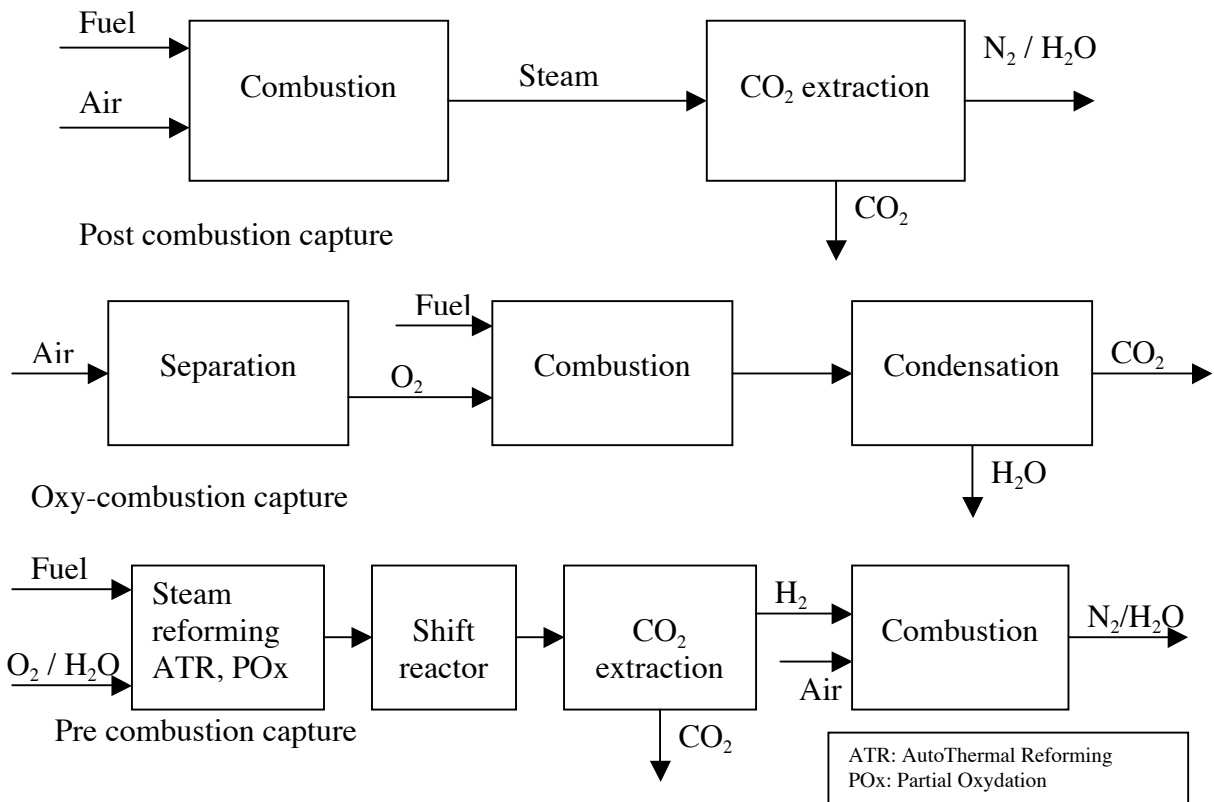 Fuel
Air
Combustion
Steam
CO₂ extraction
N₂ / H₂O
CO₂
Post combustion capture
Air
Separation
O₂
Fuel
Combustion
Condensation
CO₂
H₂O
Oxy-combustion capture
Fuel
O₂ / H₂O
Steam
reforming
ATR, POx
Shift
reactor
CO₂
extraction
H₂
Air
Combustion
N₂/H₂O
CO₂
Pre combustion capture
ATR: AutoThermal Reforming
POx: Partial Oxydation